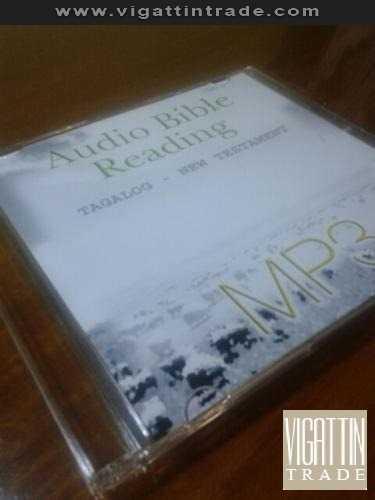 www.vigattintrade.com
Audio Bible
Reading
TAGALOG - NEW TESTAMENT
MP3
VIGATTIN
TRADE